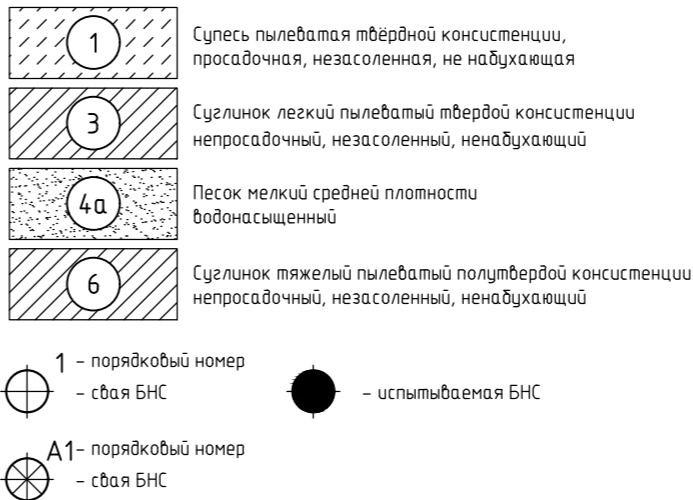 1
Супесь пылеватая твёрдной консистенции,
просадочная, незасоленная, не набухающая
3
Суглинок легкий пылеватый твердой консистенции
непросадочный, незасоленный, ненабухающий
4а
Песок мелкий средней плотности
водонасыщенный
6
Суглинок тяжелый пылеватый полутвердой консистенции
непросадочный, незасоленный, ненабухающий
1 - порядковый номер
- свая БНС
- испытываемая БНС
А1- порядковый номер
- свая БНС